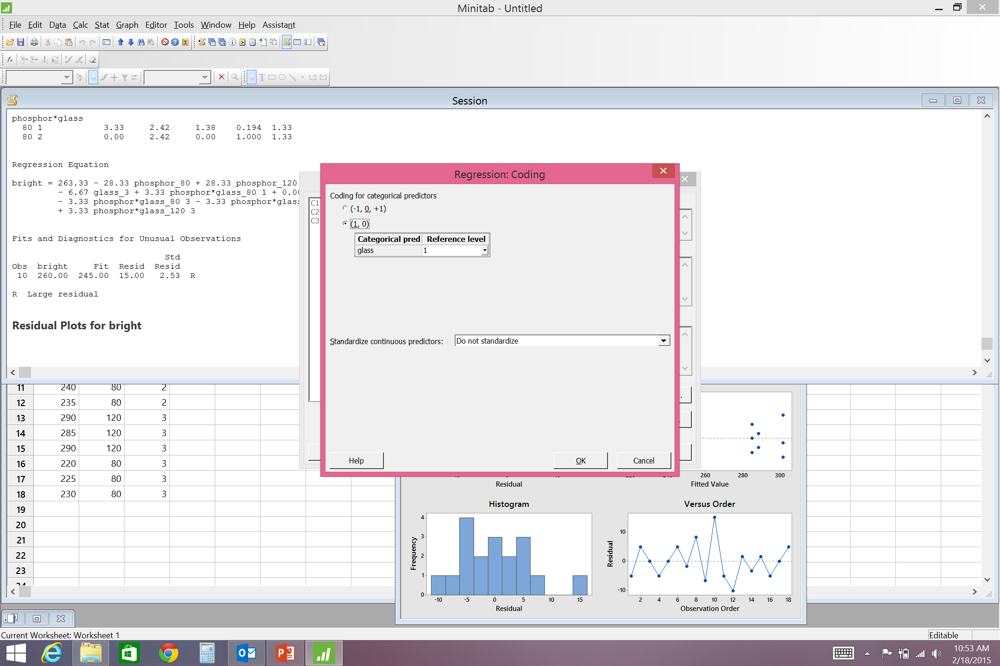 Minitab - Untitled
File Edit Data Calc Stat Graph Editor Tools Window Help Assistant
Session
phosphor*glass
80 1 3.33 2.42 1.38 0.194 1.33
80 2 0.00 2.42 0.00 1.000 1.33
Regression Equation
bright = 263.33 - 28.33 phosphor_80 + 28.33 phosphor_120
- 6.67 glass_3 + 3.33 phosphor*glass_80 1 + 0.00
- 3.33 phosphor*glass_80 3 - 3.33 phosphor*glas
+ 3.33 phosphor*glass_120 3
Fits and Diagnostics for Unusual Observations
Std
Obs bright Fit Resid Resid
10 260.00 245.00 15.00 2.53 R
R Large residual
Residual Plots for bright
C1
C2
C3
Regression: Coding
Coding for categorical predictors
(-1, 0, +1)
(1, 0)
Categorical pred Reference level
glass 1
Standardize continuous predictors: Do not standardize
Help OK Cancel
11 240 80 2
12 235 80 2
13 290 120 3
14 285 120 3
15 290 120 3
16 220 80 3
17 225 80 3
18 230 80 3
19
20
21
22
23
24
260 280 300
Residual
Fitted Value
Histogram
Frequency
4
3
2
1
0
-10 -5 0 5 10 15
Residual
Versus Order
Residual
10
0
-10
2 4 6 8 10 12 14 16 18
Observation Order
Current Worksheet: Worksheet 1
Editable
10:53 AM
2/18/2015